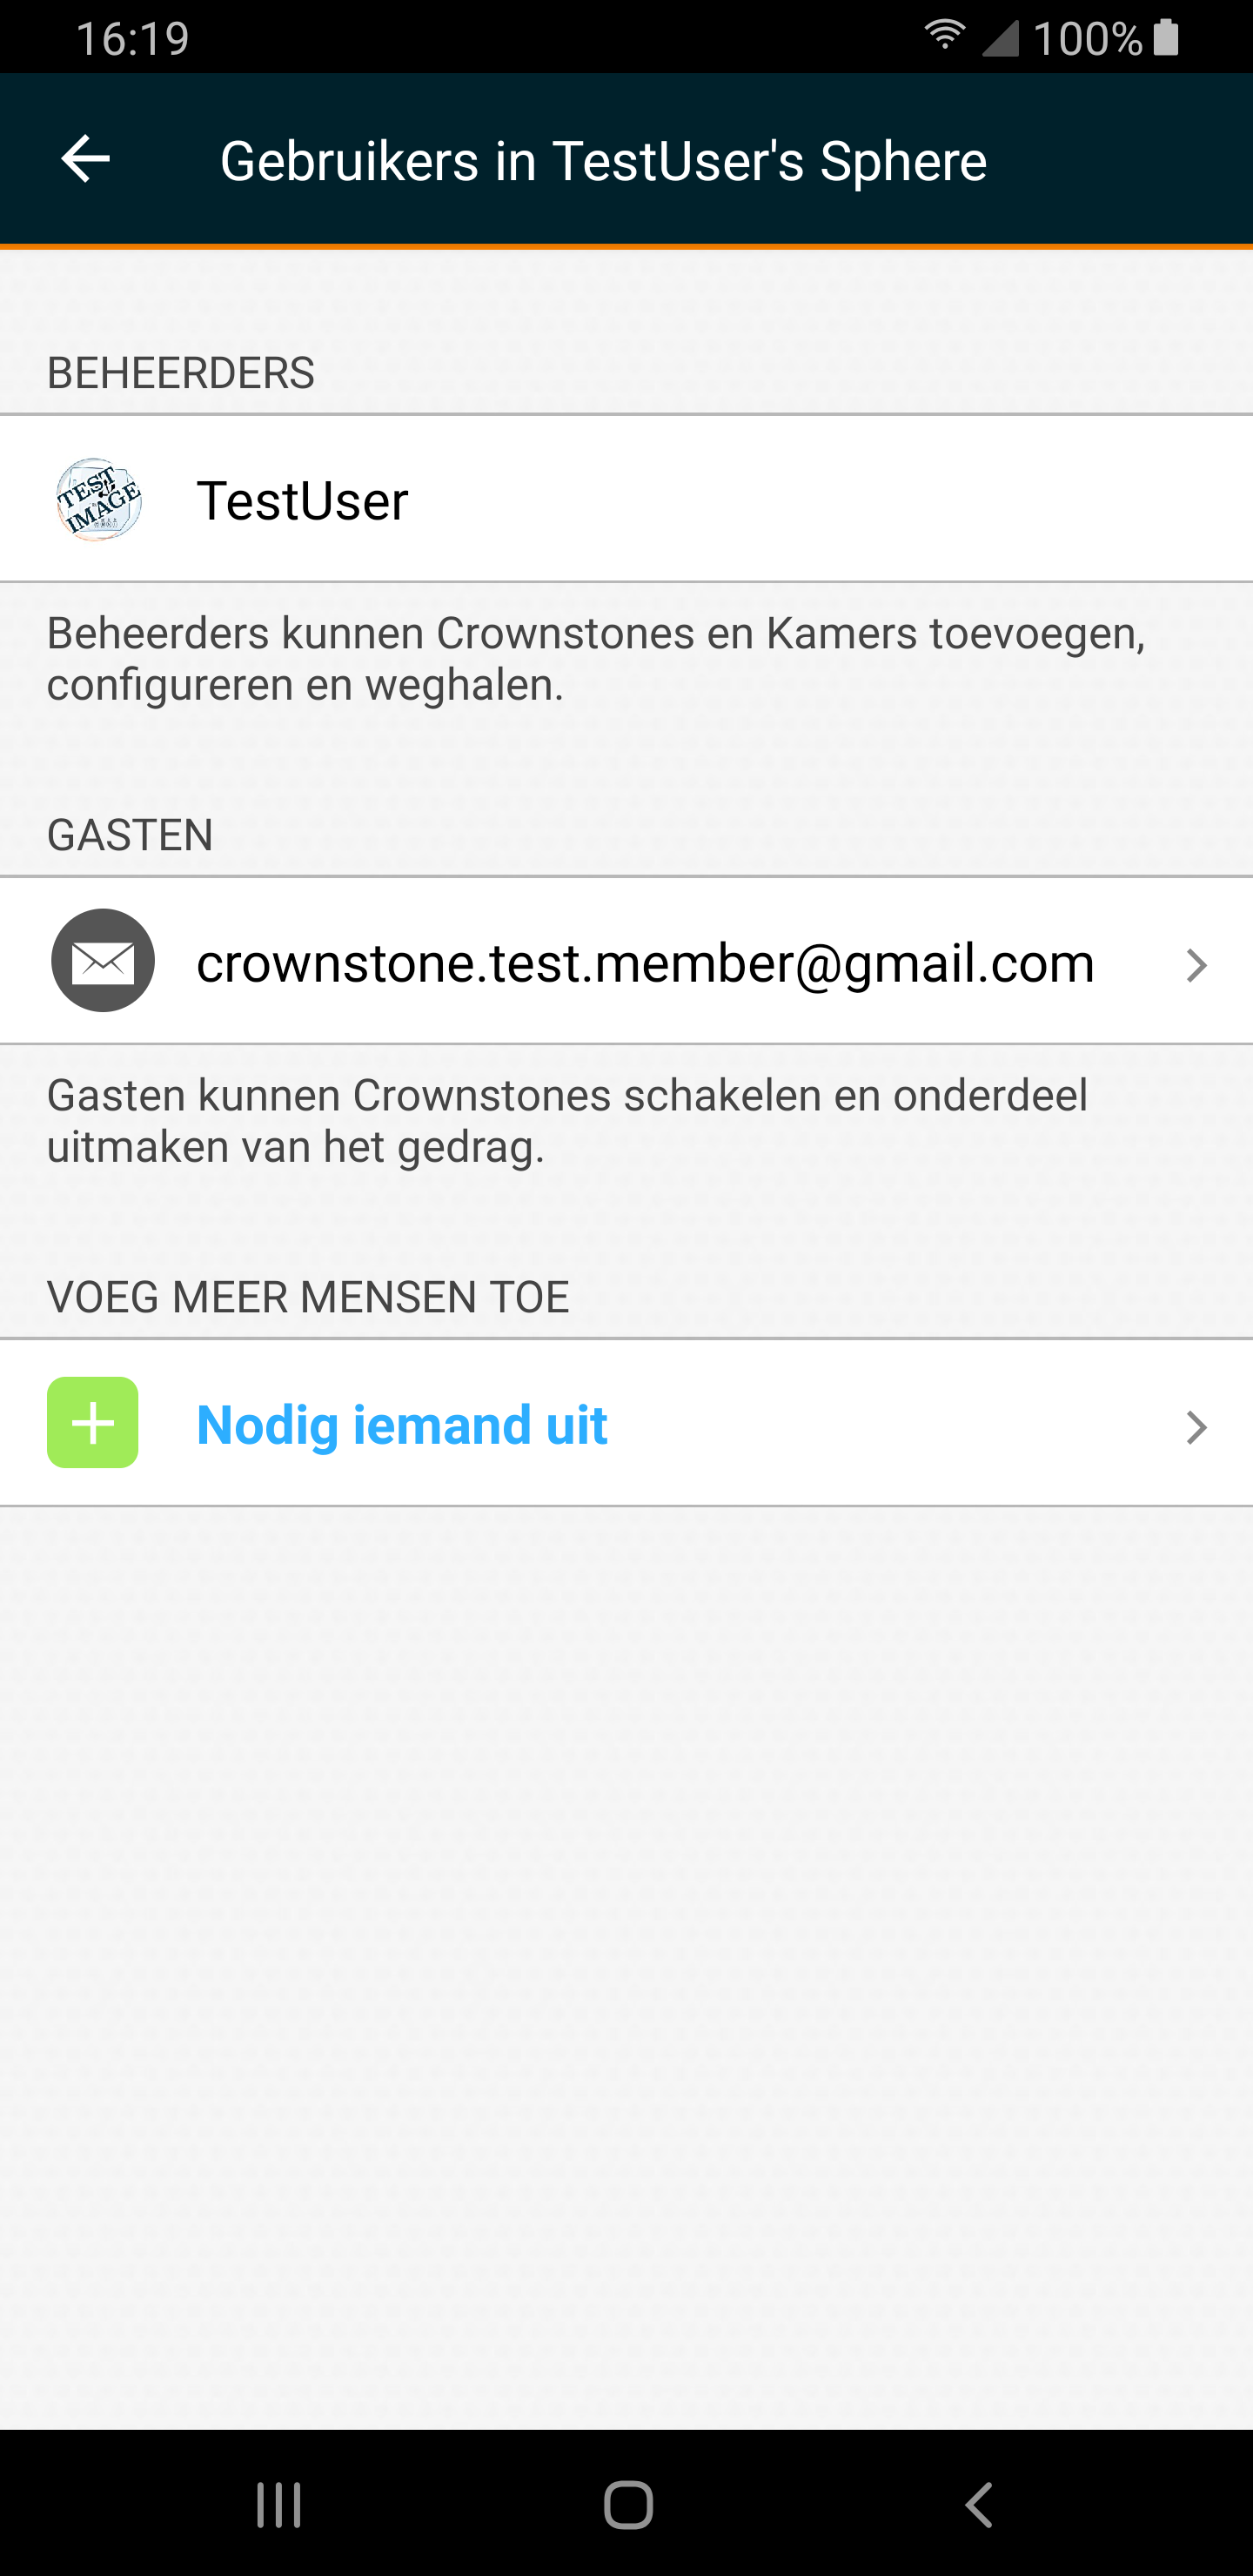 16:19
100%
Gebruikers in TestUser's Sphere
BEHEERDERS
TEST
IMAGE
TestUser
Beheerders kunnen Crownstones en Kamers toevoegen,
configureren en weghalen.
GASTEN
crownstone.test.member@gmail.com
Gasten kunnen Crownstones schakelen en onderdeel
uitmaken van het gedrag.
VOEG MEER MENSEN TOE
Nodig iemand uit